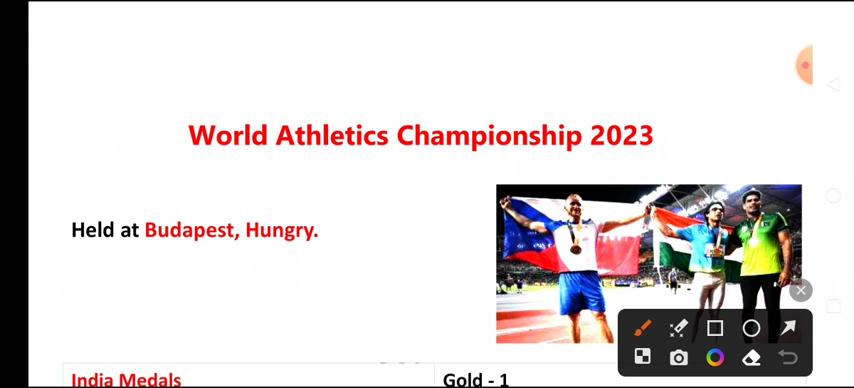 World Athletics Championship 2023
Held at Budapest, Hungry.
India Medals
Gold - 1